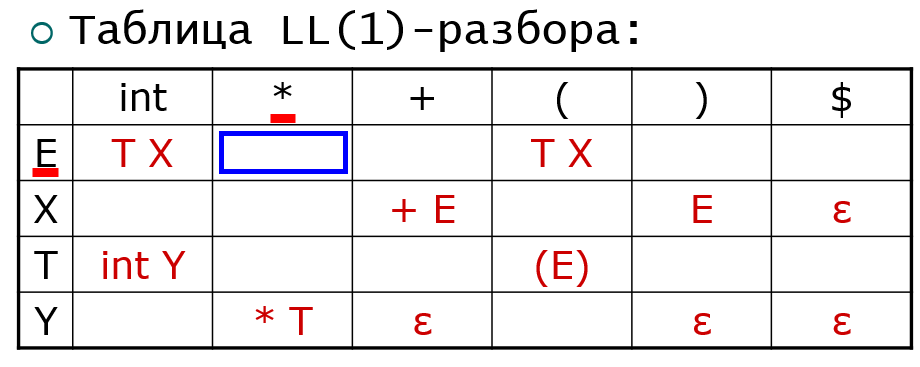 Таблица LL(1)-разбора:
int * + ( ) $
E T X T X
X + E E ε
T int Y (E)
Y * T ε ε ε